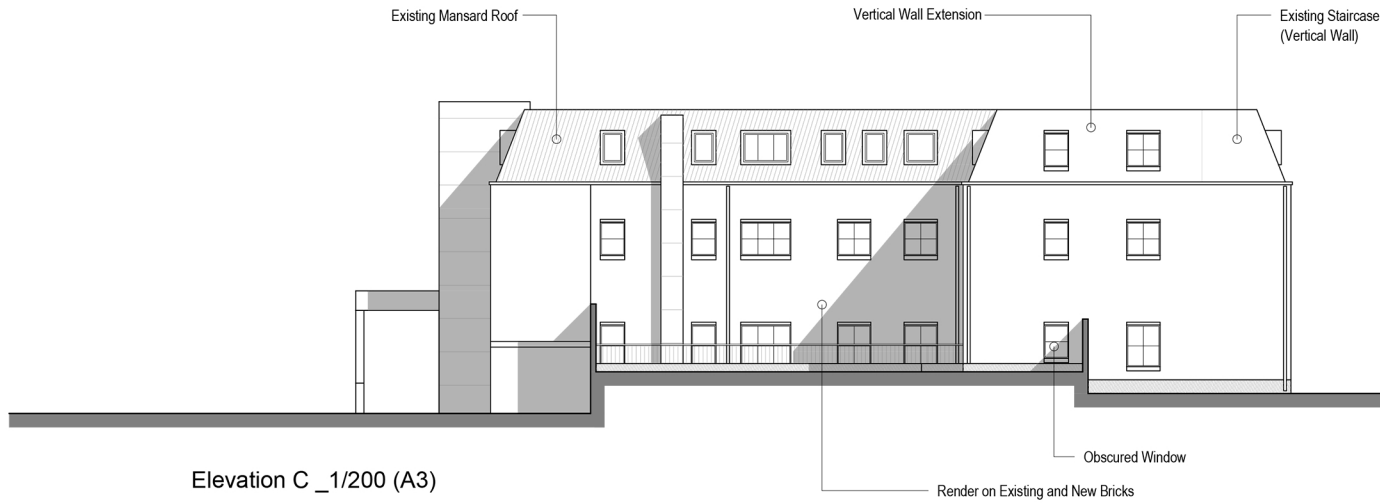 Existing Mansard Roof
Vertical Wall Extension
Existing Staircase
(Vertical Wall)
Obscured Window
Render on Existing and New Bricks
Elevation C _1/200 (A3)